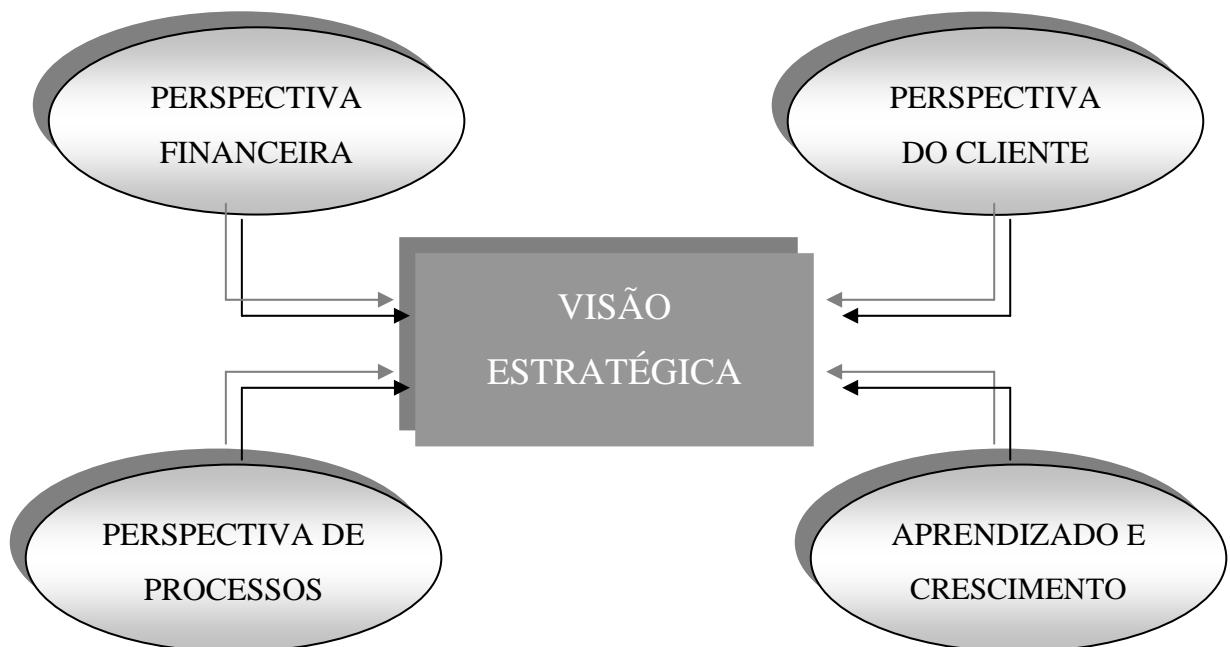 PERSPECTIVA
FINANCEIRA
PERSPECTIVA
DO CLIENTE
VISÃO
ESTRATÉGICA
PERSPECTIVA DE
PROCESSOS
APRENDIZADO E
CRESCIMENTO